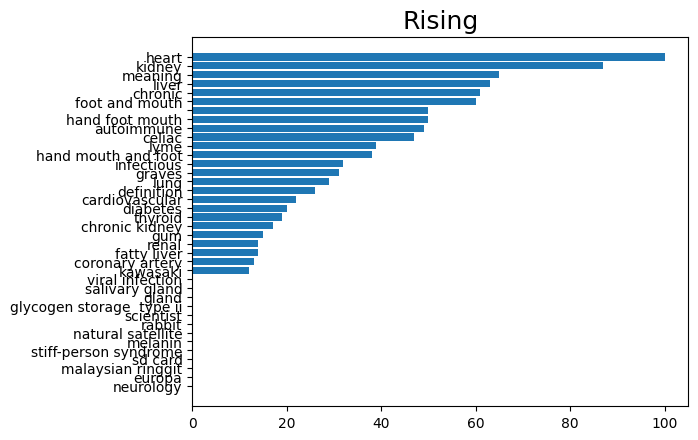 Rising
heart
kidney
meaning
liver
chronic
foot and mouth
hand foot mouth
autoimmune
celiac
lyme
hand mouth and foot
infectious
graves
lung
definition
cardiovascular
diabetes
thyroid
chronic kidney
gum
renal
fatty liver
coronary artery
kawasaki
viral infection
salivary gland
gland
glycogen storage  type ii
scientist
rabbit
natural satellite
melanin
stiff-person syndrome
sd card
malaysian ringgit
europa
neurology
0 20 40 60 80 100